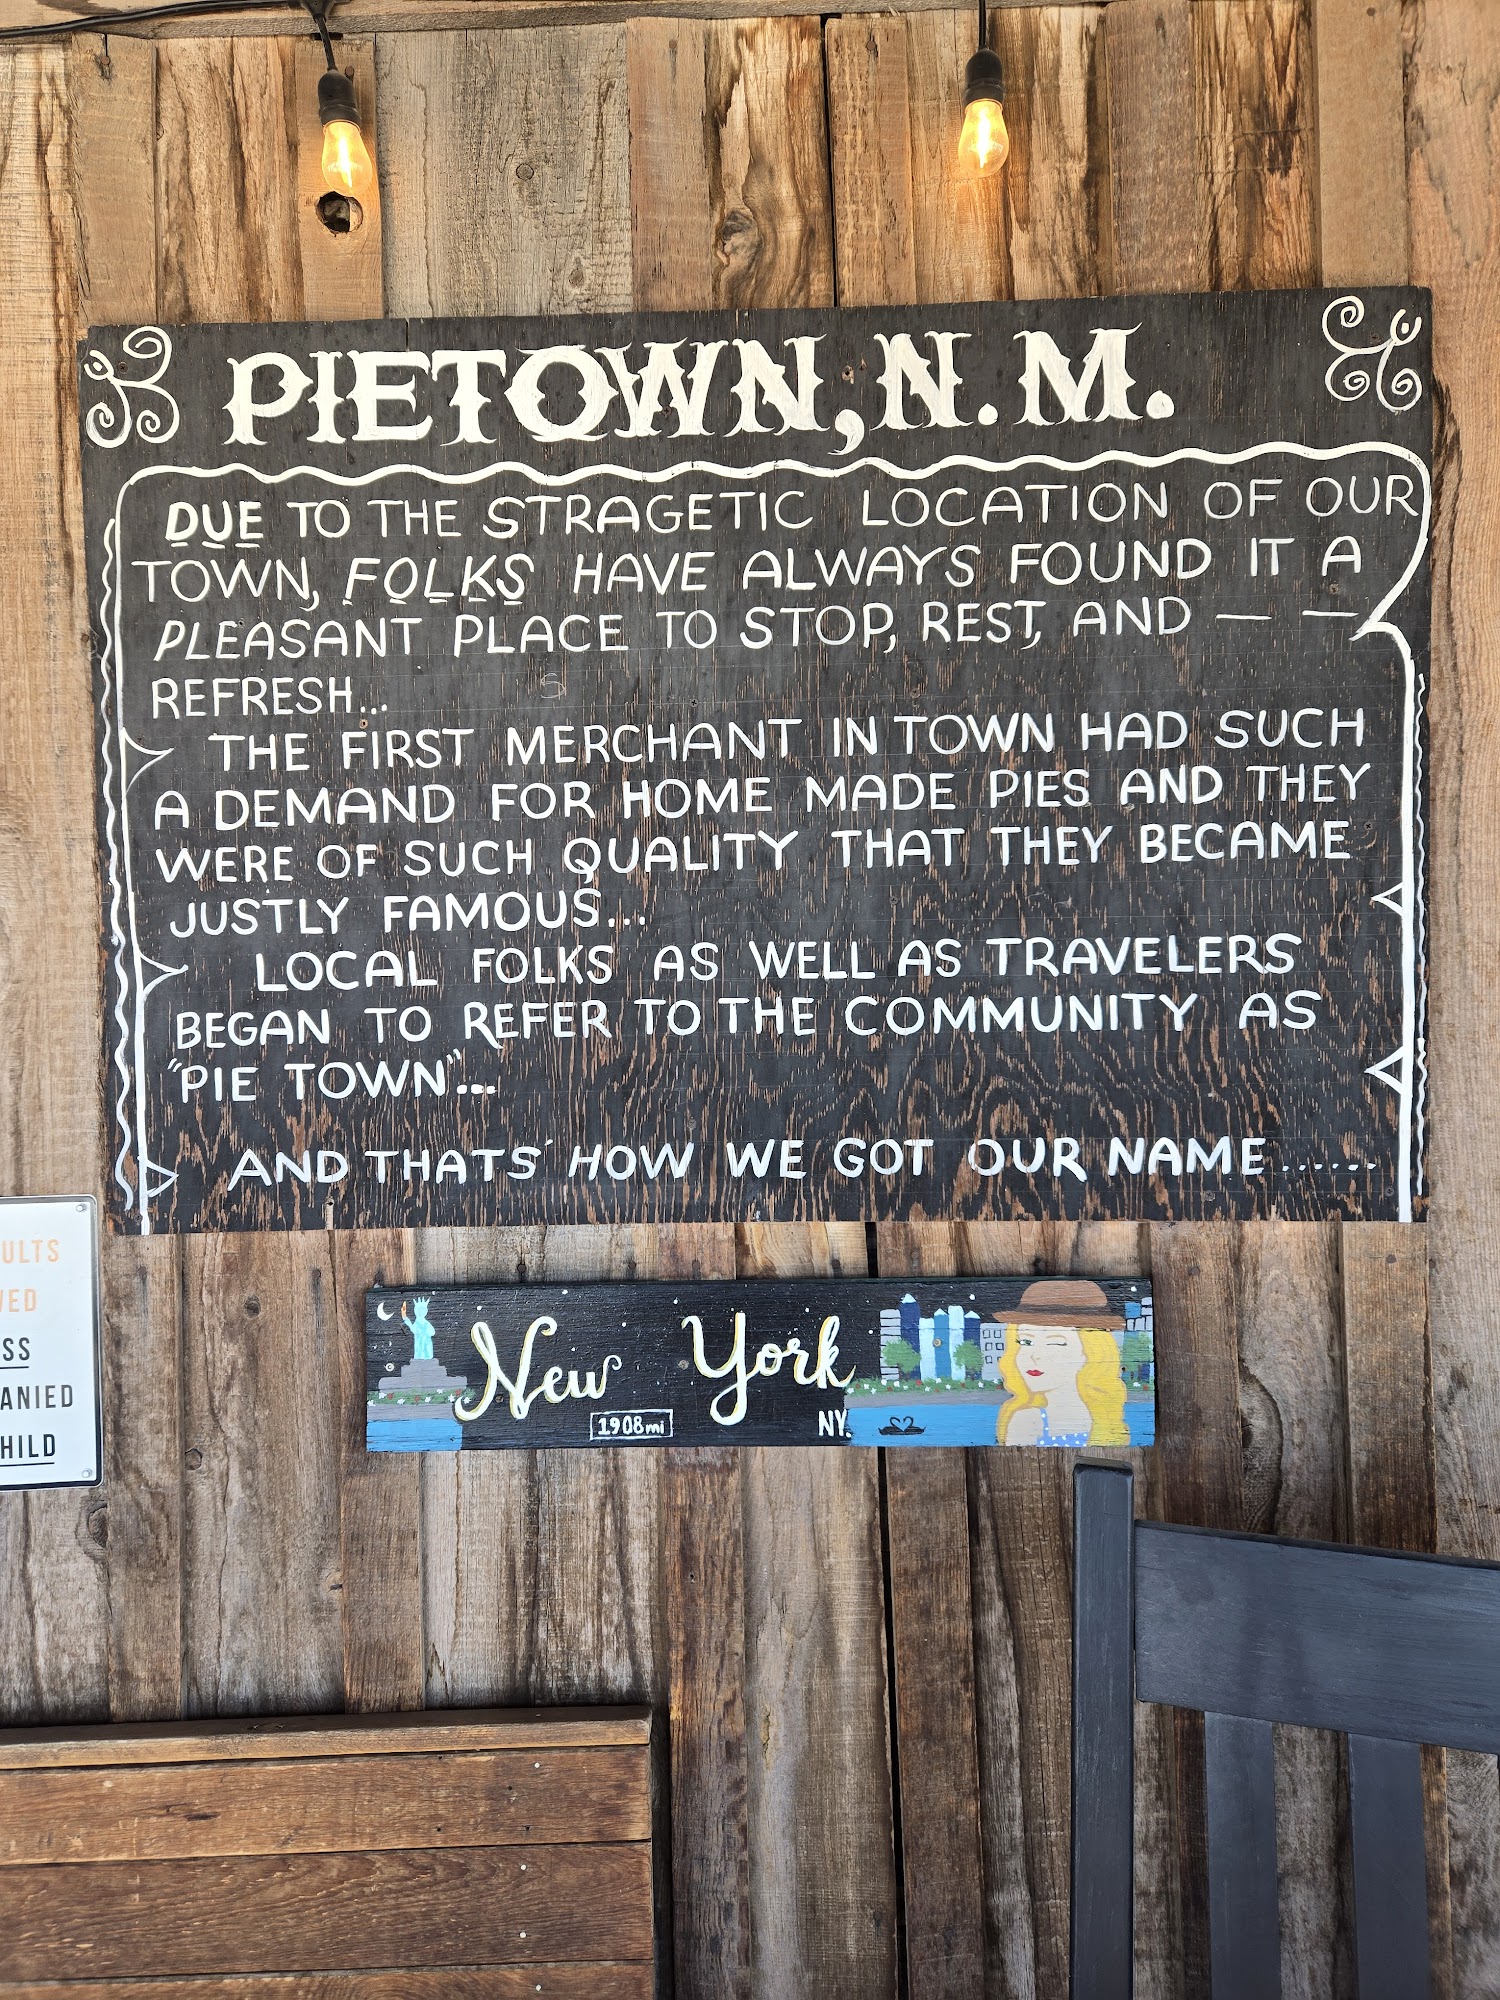 PIETOWN, N.M.
DUE TO THE STRAGETIC LOCATION OF OUR
TOWN, FOLKS HAVE ALWAYS FOUND IT A
PLEASANT PLACE TO STOP, REST, AND — —
REFRESH...
THE FIRST MERCHANT IN TOWN HAD SUCH
A DEMAND FOR HOME MADE PIES AND THEY
WERE OF SUCH QUALITY THAT THEY BECAME
JUSTLY FAMOUS...
LOCAL FOLKS AS WELL AS TRAVELERS
BEGAN TO REFER TO THE COMMUNITY AS
"PIE TOWN"...
AND THATS' HOW WE GOT OUR NAME......
ULTS
SS
ANIED
HILD
New York
1908mi NY.